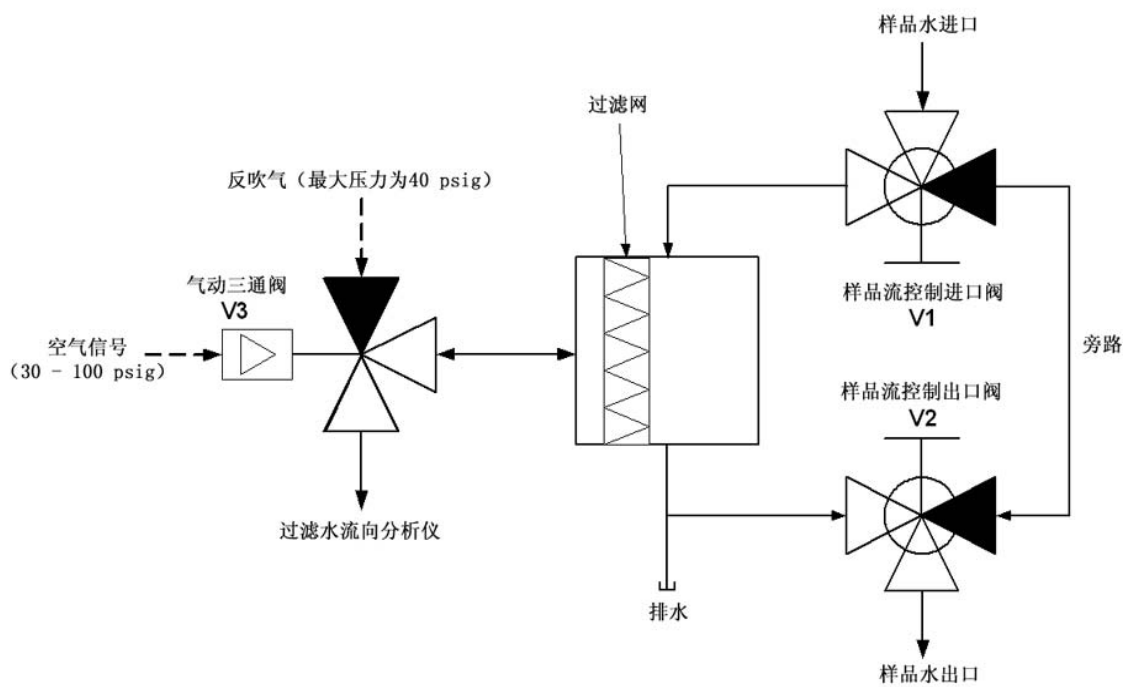 样品水进口
过滤网
反吹气（最大压力为40 psig）
气动三通阀
V3
样品流控制进口阀
V1
空气信号
（30 - 100 psig）
旁路
样品流控制出口阀
V2
过滤水流向分析仪
排水
样品水出口